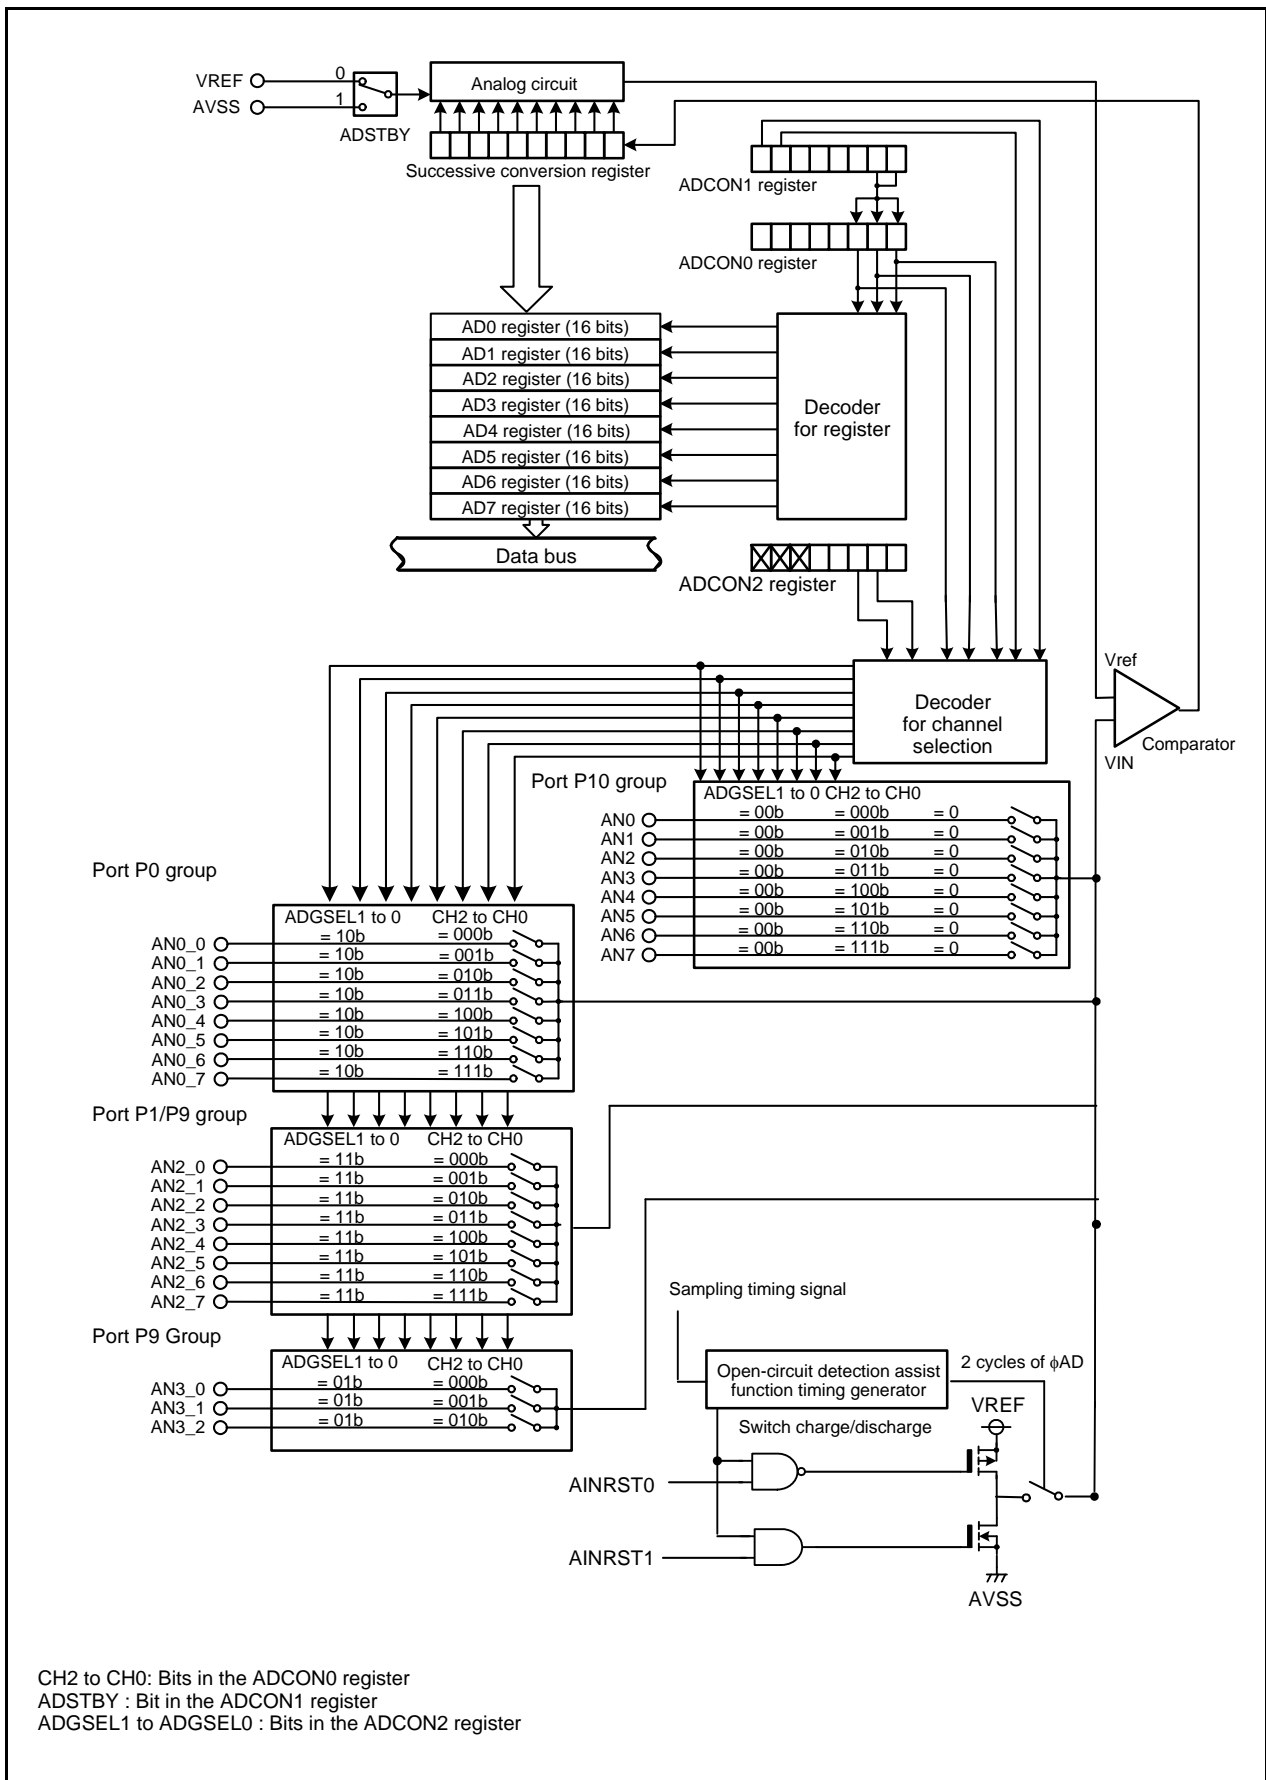 VREF
0
AVSS
1
ADSTBY
Analog circuit
Successive conversion register
ADCON1 register
ADCON0 register
AD0 register (16 bits)
AD1 register (16 bits)
AD2 register (16 bits)
AD3 register (16 bits)
AD4 register (16 bits)
AD5 register (16 bits)
AD6 register (16 bits)
AD7 register (16 bits)
Decoder
for register
Data bus
ADCON2 register
Decoder
for channel
selection
Vref
VIN
Comparator
Port P10 group
ADGSEL1 to 0 CH2 to CH0
AN0 = 00b = 000b = 0
AN1 = 00b = 001b = 0
AN2 = 00b = 010b = 0
AN3 = 00b = 011b = 0
AN4 = 00b = 100b = 0
AN5 = 00b = 101b = 0
AN6 = 00b = 110b = 0
AN7 = 00b = 111b = 0
Port P0 group
ADGSEL1 to 0 CH2 to CH0
AN0_0 = 10b = 000b
AN0_1 = 10b = 001b
AN0_2 = 10b = 010b
AN0_3 = 10b = 011b
AN0_4 = 10b = 100b
AN0_5 = 10b = 101b
AN0_6 = 10b = 110b
AN0_7 = 10b = 111b
Port P1/P9 group
ADGSEL1 to 0 CH2 to CH0
AN2_0 = 11b = 000b
AN2_1 = 11b = 001b
AN2_2 = 11b = 010b
AN2_3 = 11b = 011b
AN2_4 = 11b = 100b
AN2_5 = 11b = 101b
AN2_6 = 11b = 110b
AN2_7 = 11b = 111b
Port P9 Group
ADGSEL1 to 0 CH2 to CH0
AN3_0 = 01b = 000b
AN3_1 = 01b = 001b
AN3_2 = 01b = 010b
Sampling timing signal
Open-circuit detection assist
function timing generator
2 cycles of ϕAD
VREF
Switch charge/discharge
AINRST0
AINRST1
AVSS
CH2 to CH0: Bits in the ADCON0 register
ADSTBY : Bit in the ADCON1 register
ADGSEL1 to ADGSEL0 : Bits in the ADCON2 register